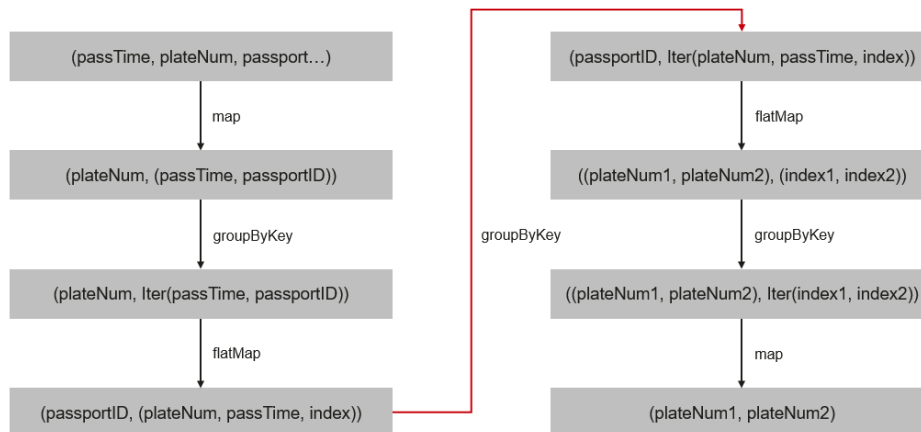 (passTime, plateNum, passport…)
map
(plateNum, (passTime, passportID))
groupByKey
(plateNum, Iter(passTime, passportID))
flatMap
(passportID, (plateNum, passTime, index))
groupByKey
(passportID, Iter(plateNum, passTime, index))
flatMap
((plateNum1, plateNum2), (index1, index2))
groupByKey
((plateNum1, plateNum2), Iter(index1, index2))
map
(plateNum1, plateNum2)